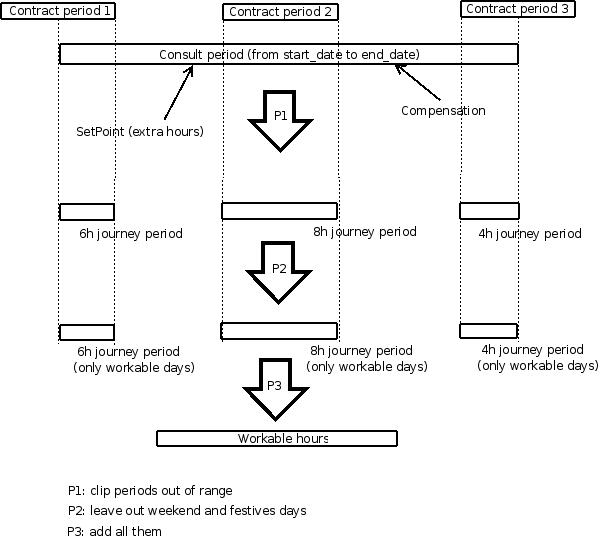 Contract period 1
Contract period 2
Contract period 3
Consult period (from start_date to end_date)
SetPoint (extra hours)
P1
Compensation
6h journey period
8h journey period
4h journey period
P2
6h journey period
(only workable days)
8h journey period
(only workable days)
4h journey period
(only workable days)
P3
Workable hours
P1: clip periods out of range
P2: leave out weekend and festives days
P3: add all them